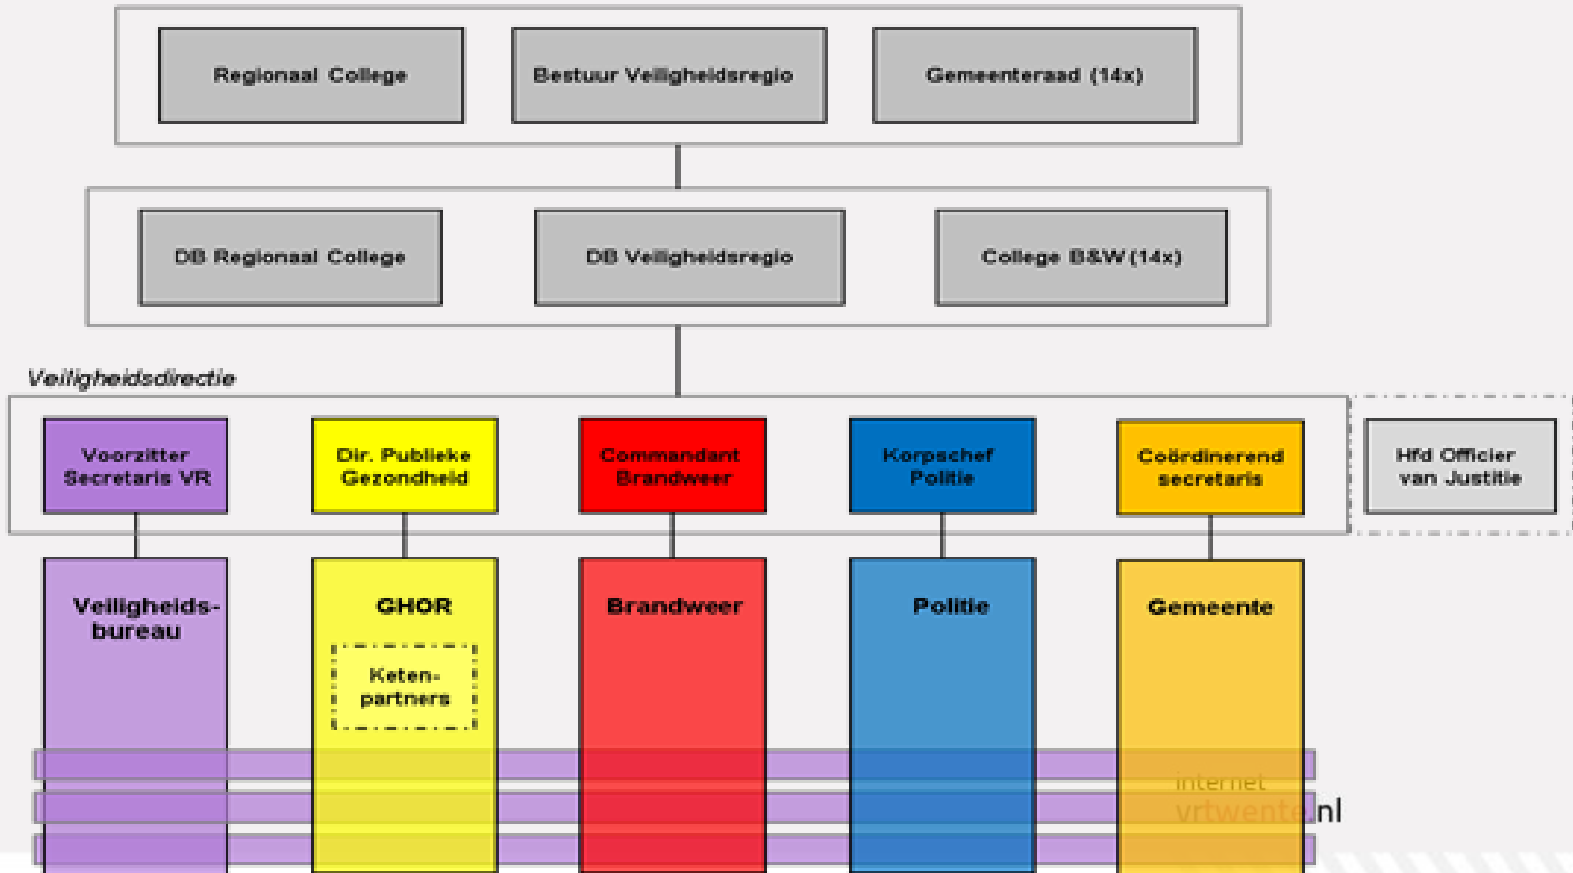 Regionaal College
Bestuur Veiligheidsregio
Gemeenteraad (14x)
DB Regionaal College
DB Veiligheidsregio
College B&W (14x)
Veiligheidsdirectie
Voorzitter
Secretaris VR
Dir. Publieke
Gezondheid
Commandant
Brandweer
Korpschef
Politie
Coördinerend
secretaris
Hfd Officier
van Justitie
Veiligheids-
bureau
GHOR
Keten-
partners
Brandweer
Politie
Gemeente
internet
vrtwente.nl